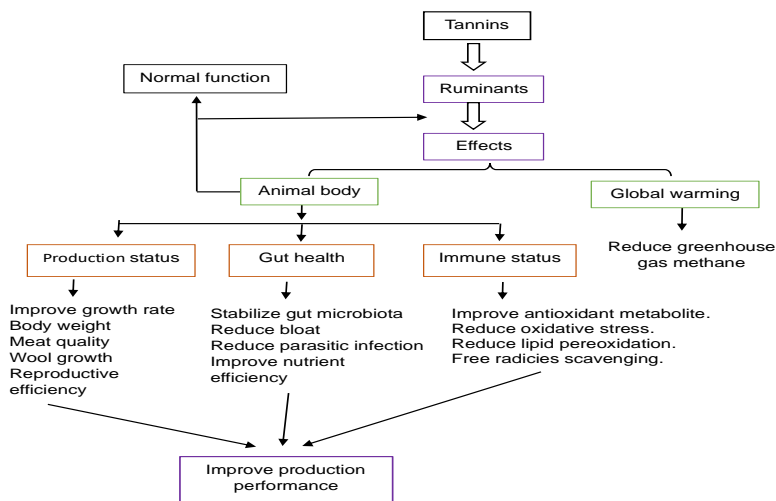 Tannins
Normal function
Ruminants
Effects
Animal body
Global warming
Production status
Gut health
Immune status
Reduce greenhouse
gas methane
Improve growth rate
Body weight
Meat quality
Wool growth
Reproductive
efficiency
Stabilize gut microbiota
Reduce bloat
Reduce parasitic infection
Improve nutrient
efficiency
Improve antioxidant metabolite.
Reduce oxidative stress.
Reduce lipid pereoxidation.
Free radicies scavenging.
Improve production
performance